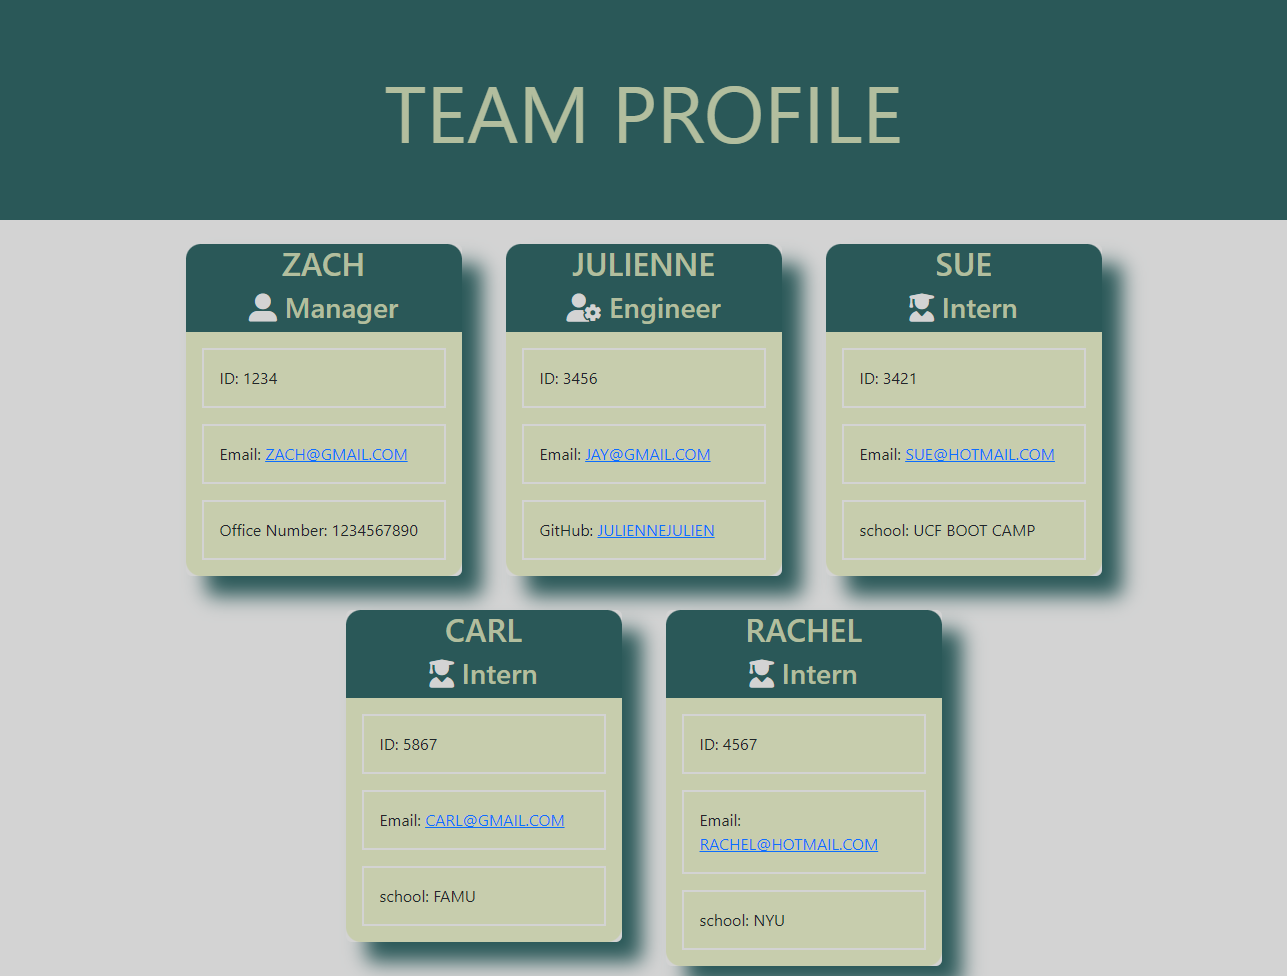 TEAM PROFILE
ZACH
Manager
ID: 1234
Email: ZACH@GMAIL.COM
Office Number: 1234567890
JULIENNE
Engineer
ID: 3456
Email: JAY@GMAIL.COM
GitHub: JULIENNEJULIEN
SUE
Intern
ID: 3421
Email: SUE@HOTMAIL.COM
school: UCF BOOT CAMP
CARL
Intern
ID: 5867
Email: CARL@GMAIL.COM
school: FAMU
RACHEL
Intern
ID: 4567
Email:
RACHEL@HOTMAIL.COM
school: NYU